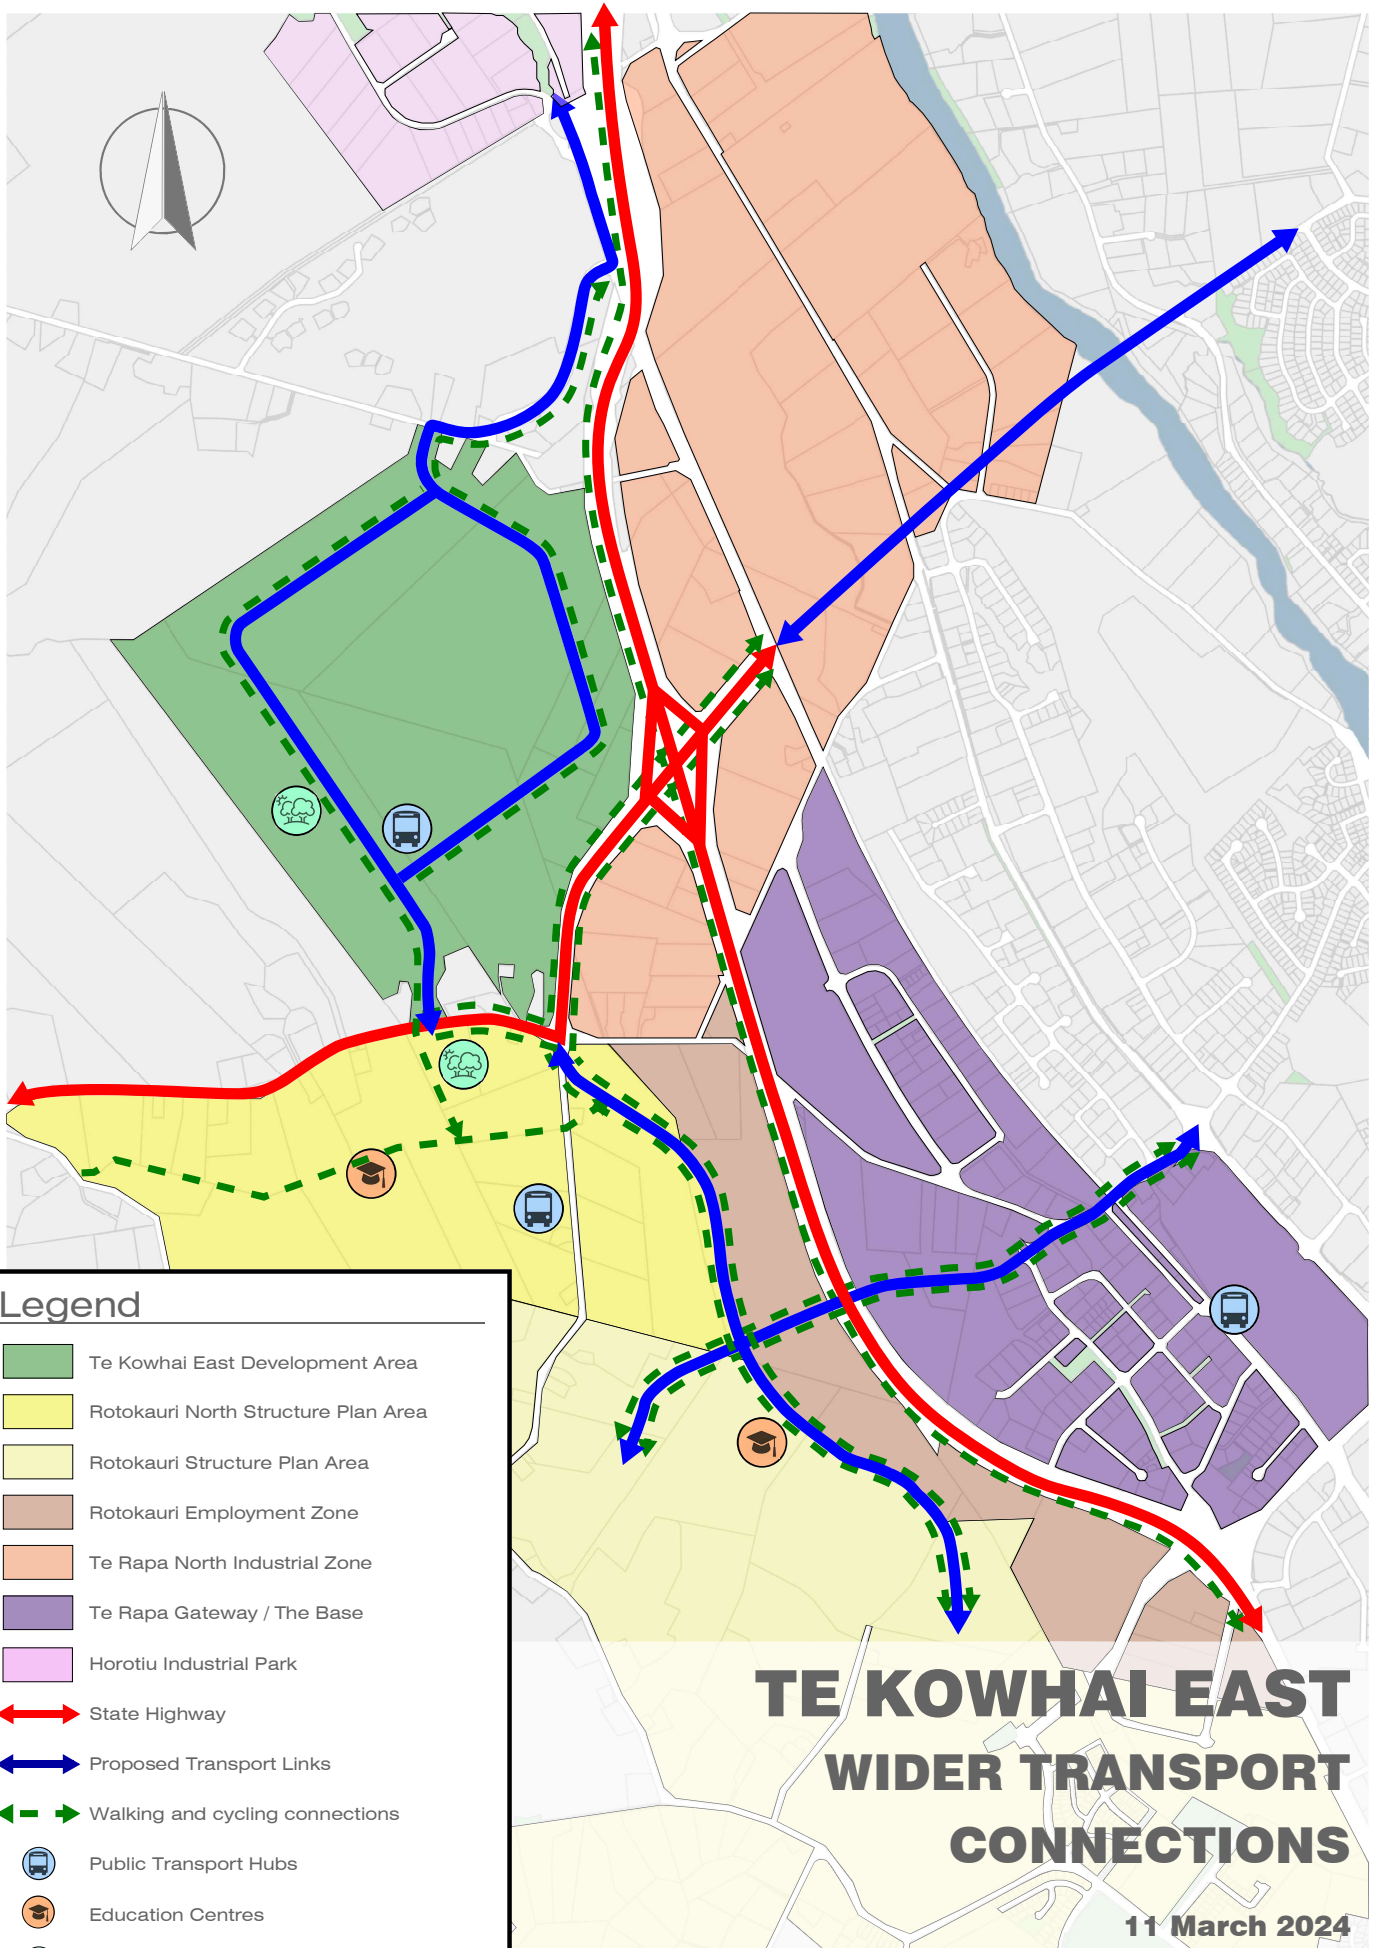 Legend
Te Kowhai East Development Area
Rotokauri North Structure Plan Area
Rotokauri Structure Plan Area
Rotokauri Employment Zone
Te Rapa North Industrial Zone
Te Rapa Gateway / The Base
Horotiu Industrial Park
State Highway
Proposed Transport Links
Walking and cycling connections
Public Transport Hubs
Education Centres
TE KOWHAI EAST
WIDER TRANSPORT
CONNECTIONS
11 March 2024